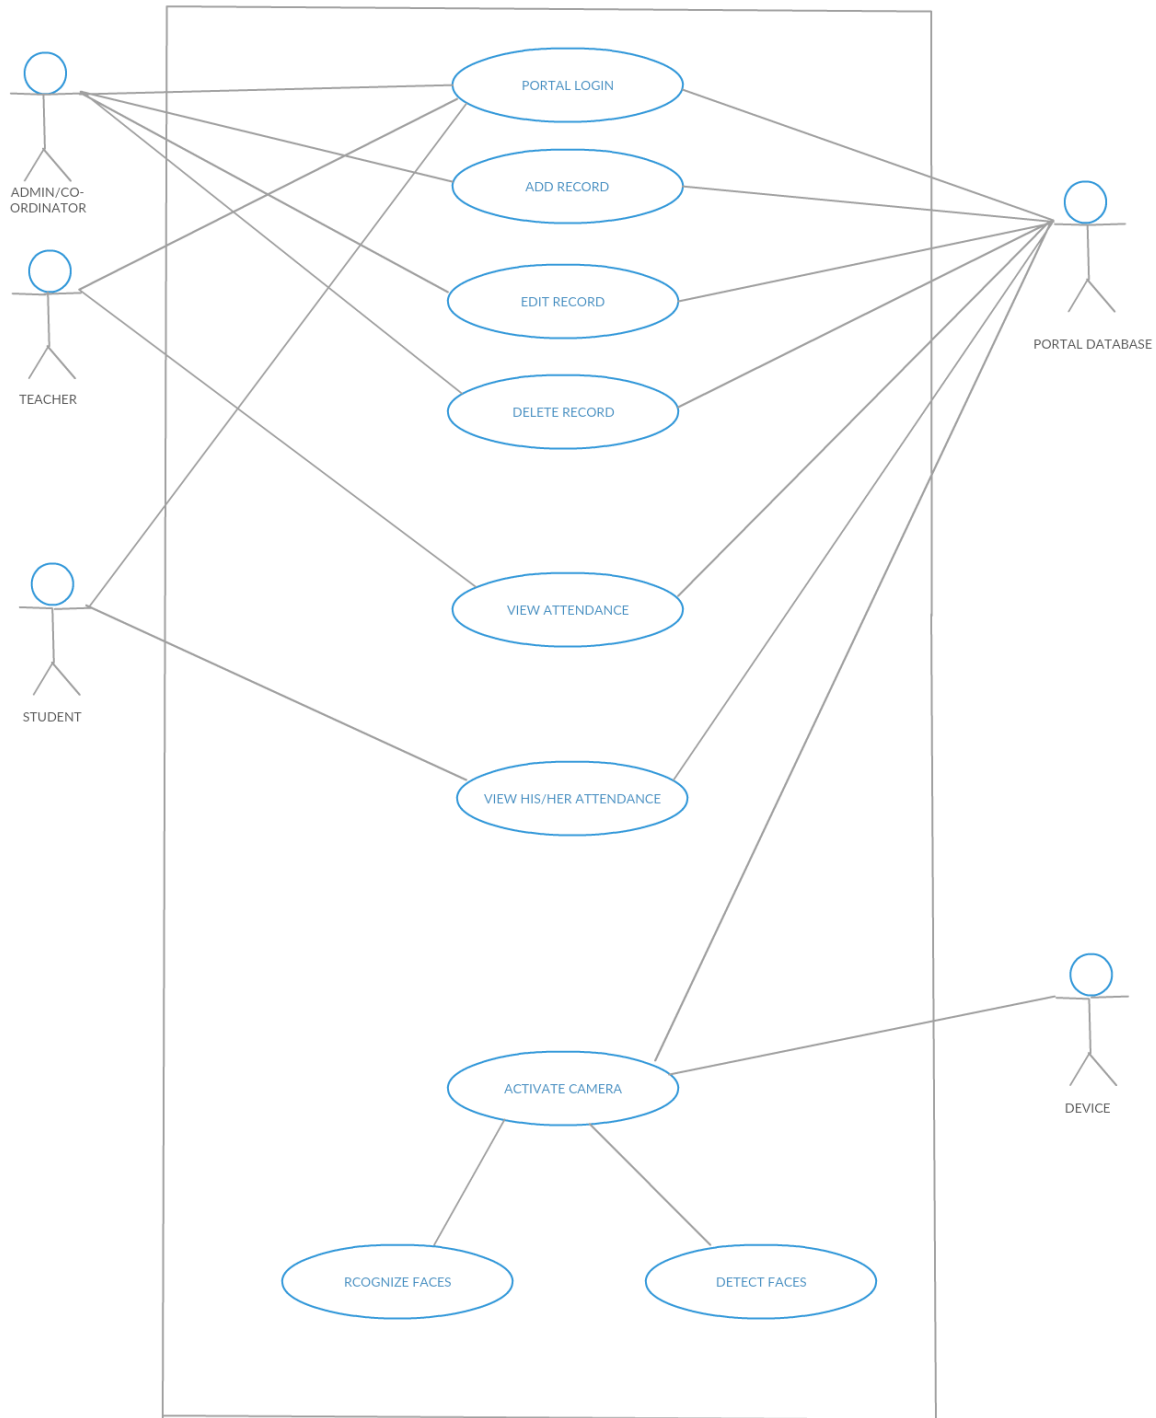 PORTAL LOGIN
ADD RECORD
ADMIN/CO-
ORDINATOR
EDIT RECORD
PORTAL DATABASE
TEACHER
DELETE RECORD
VIEW ATTENDANCE
STUDENT
VIEW HIS/HER ATTENDANCE
ACTIVATE CAMERA
DEVICE
RCOGNIZE FACES
DETECT FACES